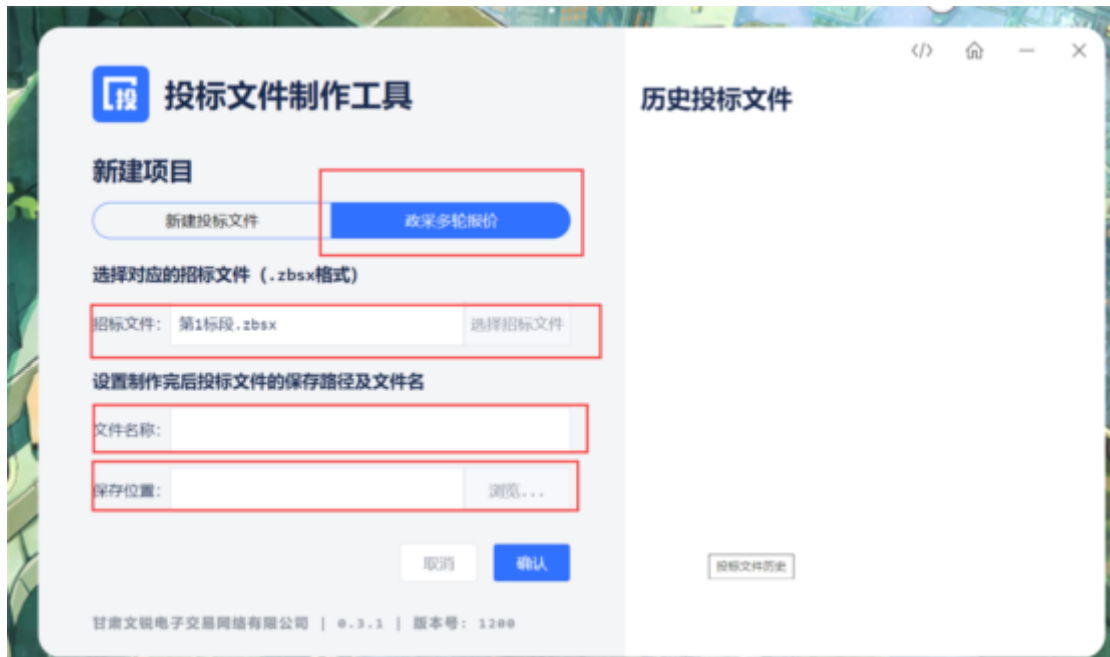 投
投标文件制作工具
新建项目
新建投标文件
政采多轮报价
选择对应的招标文件（.zbsx格式）
招标文件：
第1标段.zbsx
选择招标文件
设置制作完后投标文件的保存路径及文件名
文件名称：
保存位置：
浏览...
取消
确认
甘肃文锐电子交易网络有限公司 | 0.3.1 | 版本号: 1200
</>
历史投标文件
投标文件历史